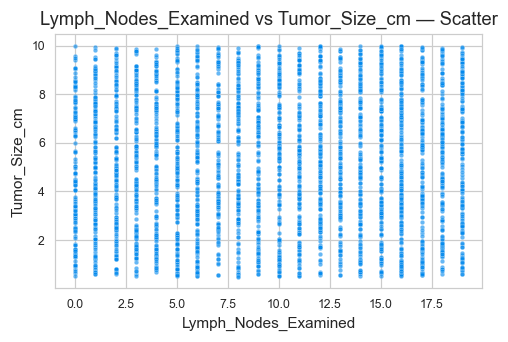 Lymph_Nodes_Examined vs Tumor_Size_cm — Scatter
10
8
6
4
2
Tumor_Size_cm
0.0 2.5 5.0 7.5 10.0 12.5 15.0 17.5
Lymph_Nodes_Examined